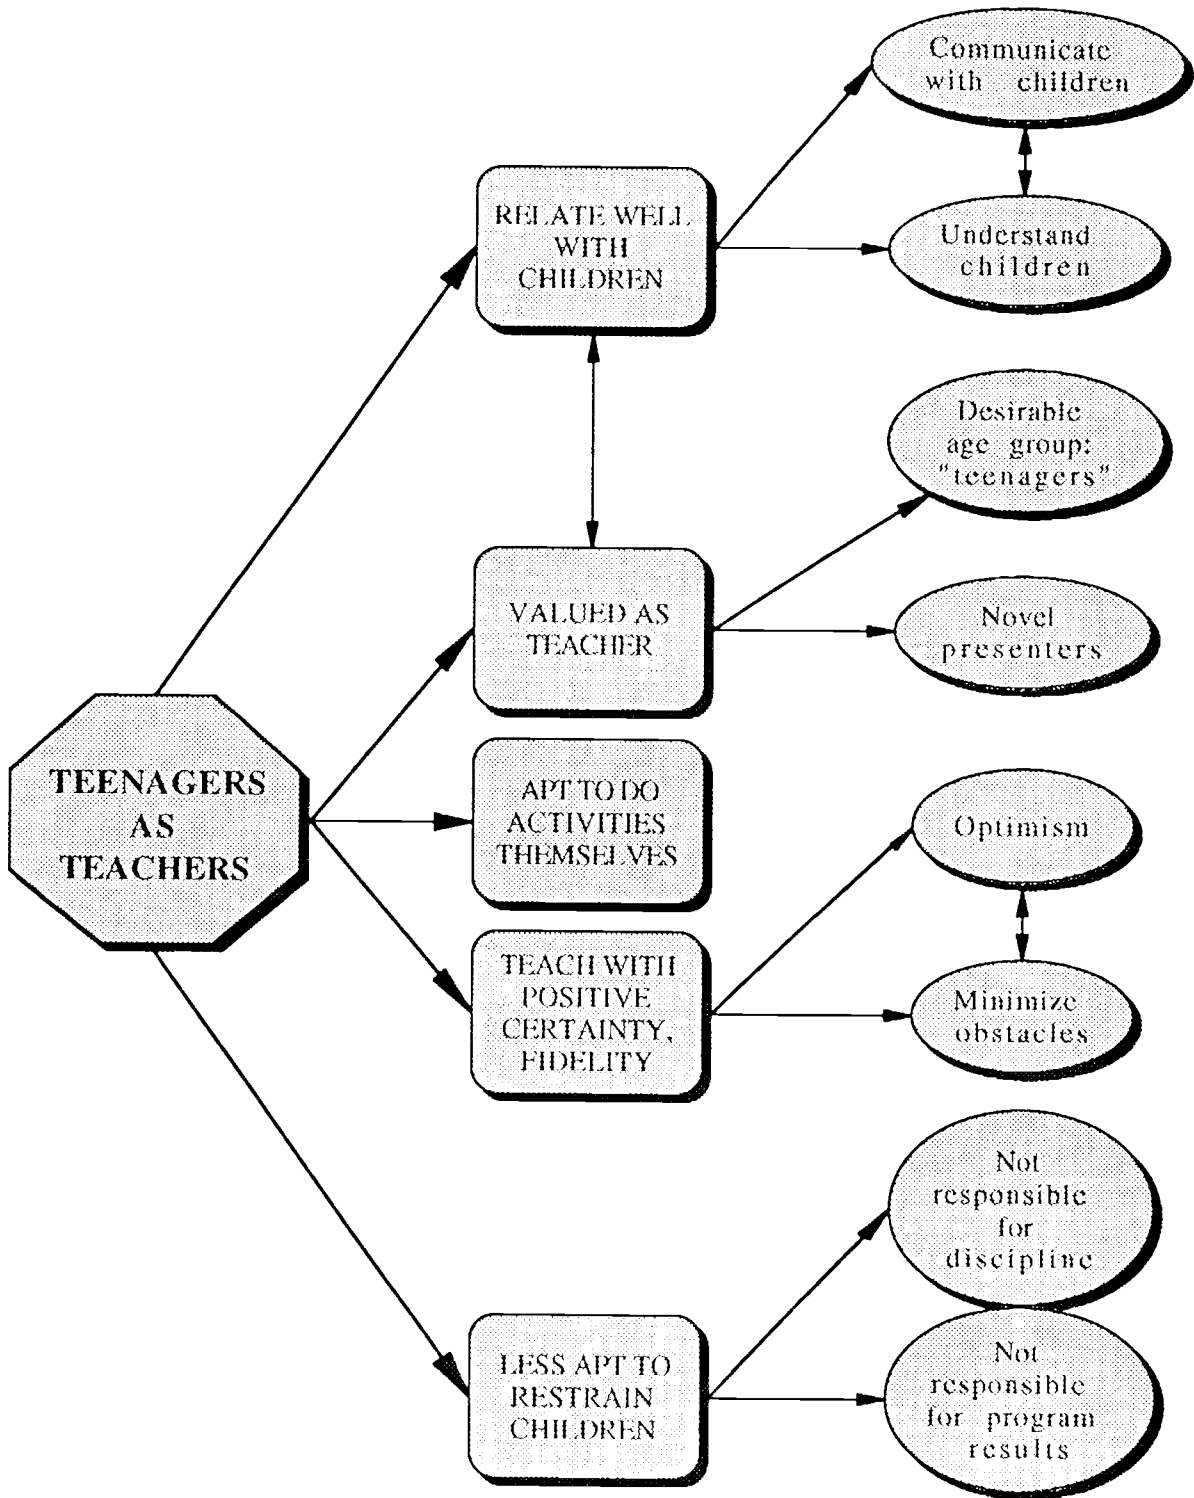 Communicate
with children
RELATE WELL
WITH
CHILDREN
Understand
children
Desirable
age group:
"teenagers"
VALUED AS
TEACHER
Novel
presenters
TEENAGERS
AS
TEACHERS
APT TO DO
ACTIVITIES
THEMSELVES
Optimism
TEACH WITH
POSITIVE
CERTAINTY,
FIDELITY
Minimize
obstacles
Not
responsible
for
discipline
LESS APT TO
RESTRAIN
CHILDREN
Not
responsible
for program
results